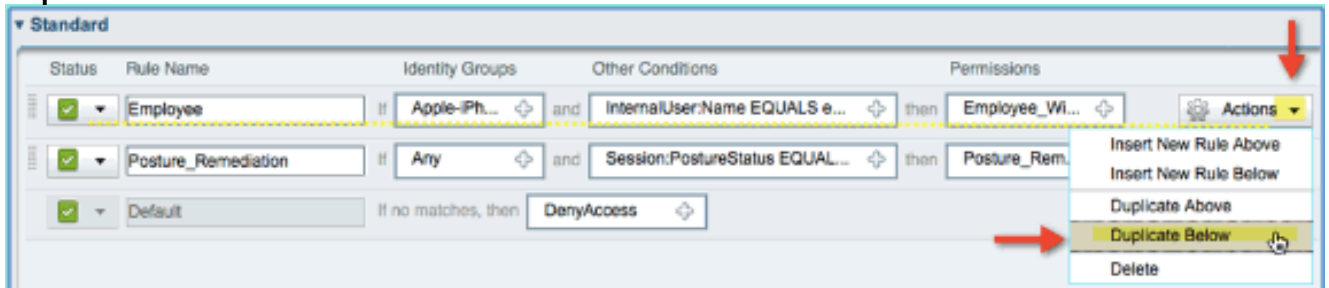 Standard
Status Rule Name Identity Groups Other Conditions Permissions
Employee If Apple-iPh... and InternalUser:Name EQUALS e... then Employee_Wi... Actions
Insert New Rule Above
Posture_Remediation If Any and Session:PostureStatus EQUAL... then Posture_Rem.
Insert New Rule Below
Default If no matches, then DenyAccess
Duplicate Above
Duplicate Below
Delete